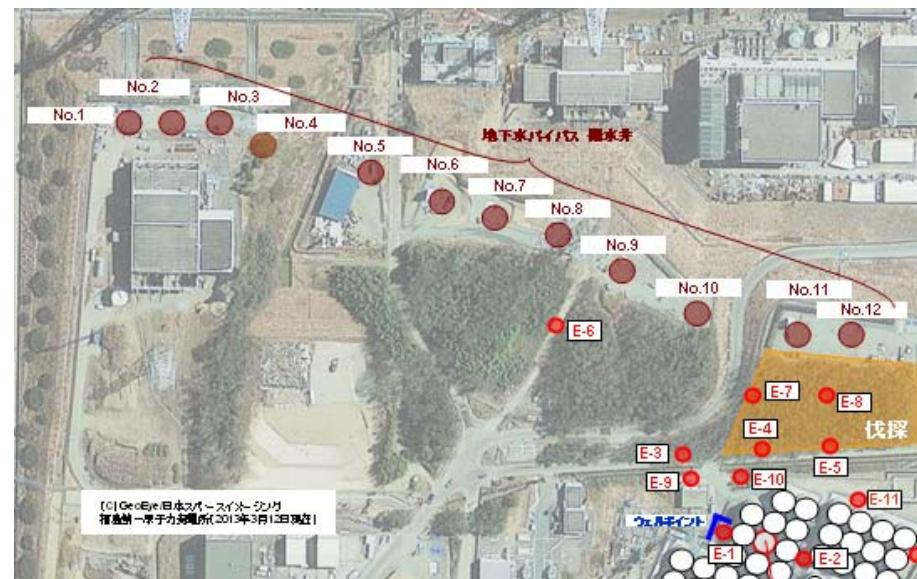 No.2
No.3
No.1
No.4
No.5
No.6
No.7
No.8
No.9
No.10
No.11
No.12
地下水バイパス 揚水井
E-6
E-7
E-8
伐採
E-4
E-3
E-5
E-9
E-10
E-11
ウェルポイント
E-1
E-2
(C)GeoEye/日本スペースイメージング
福島第一原子力発電所(2013年3月12日現在)